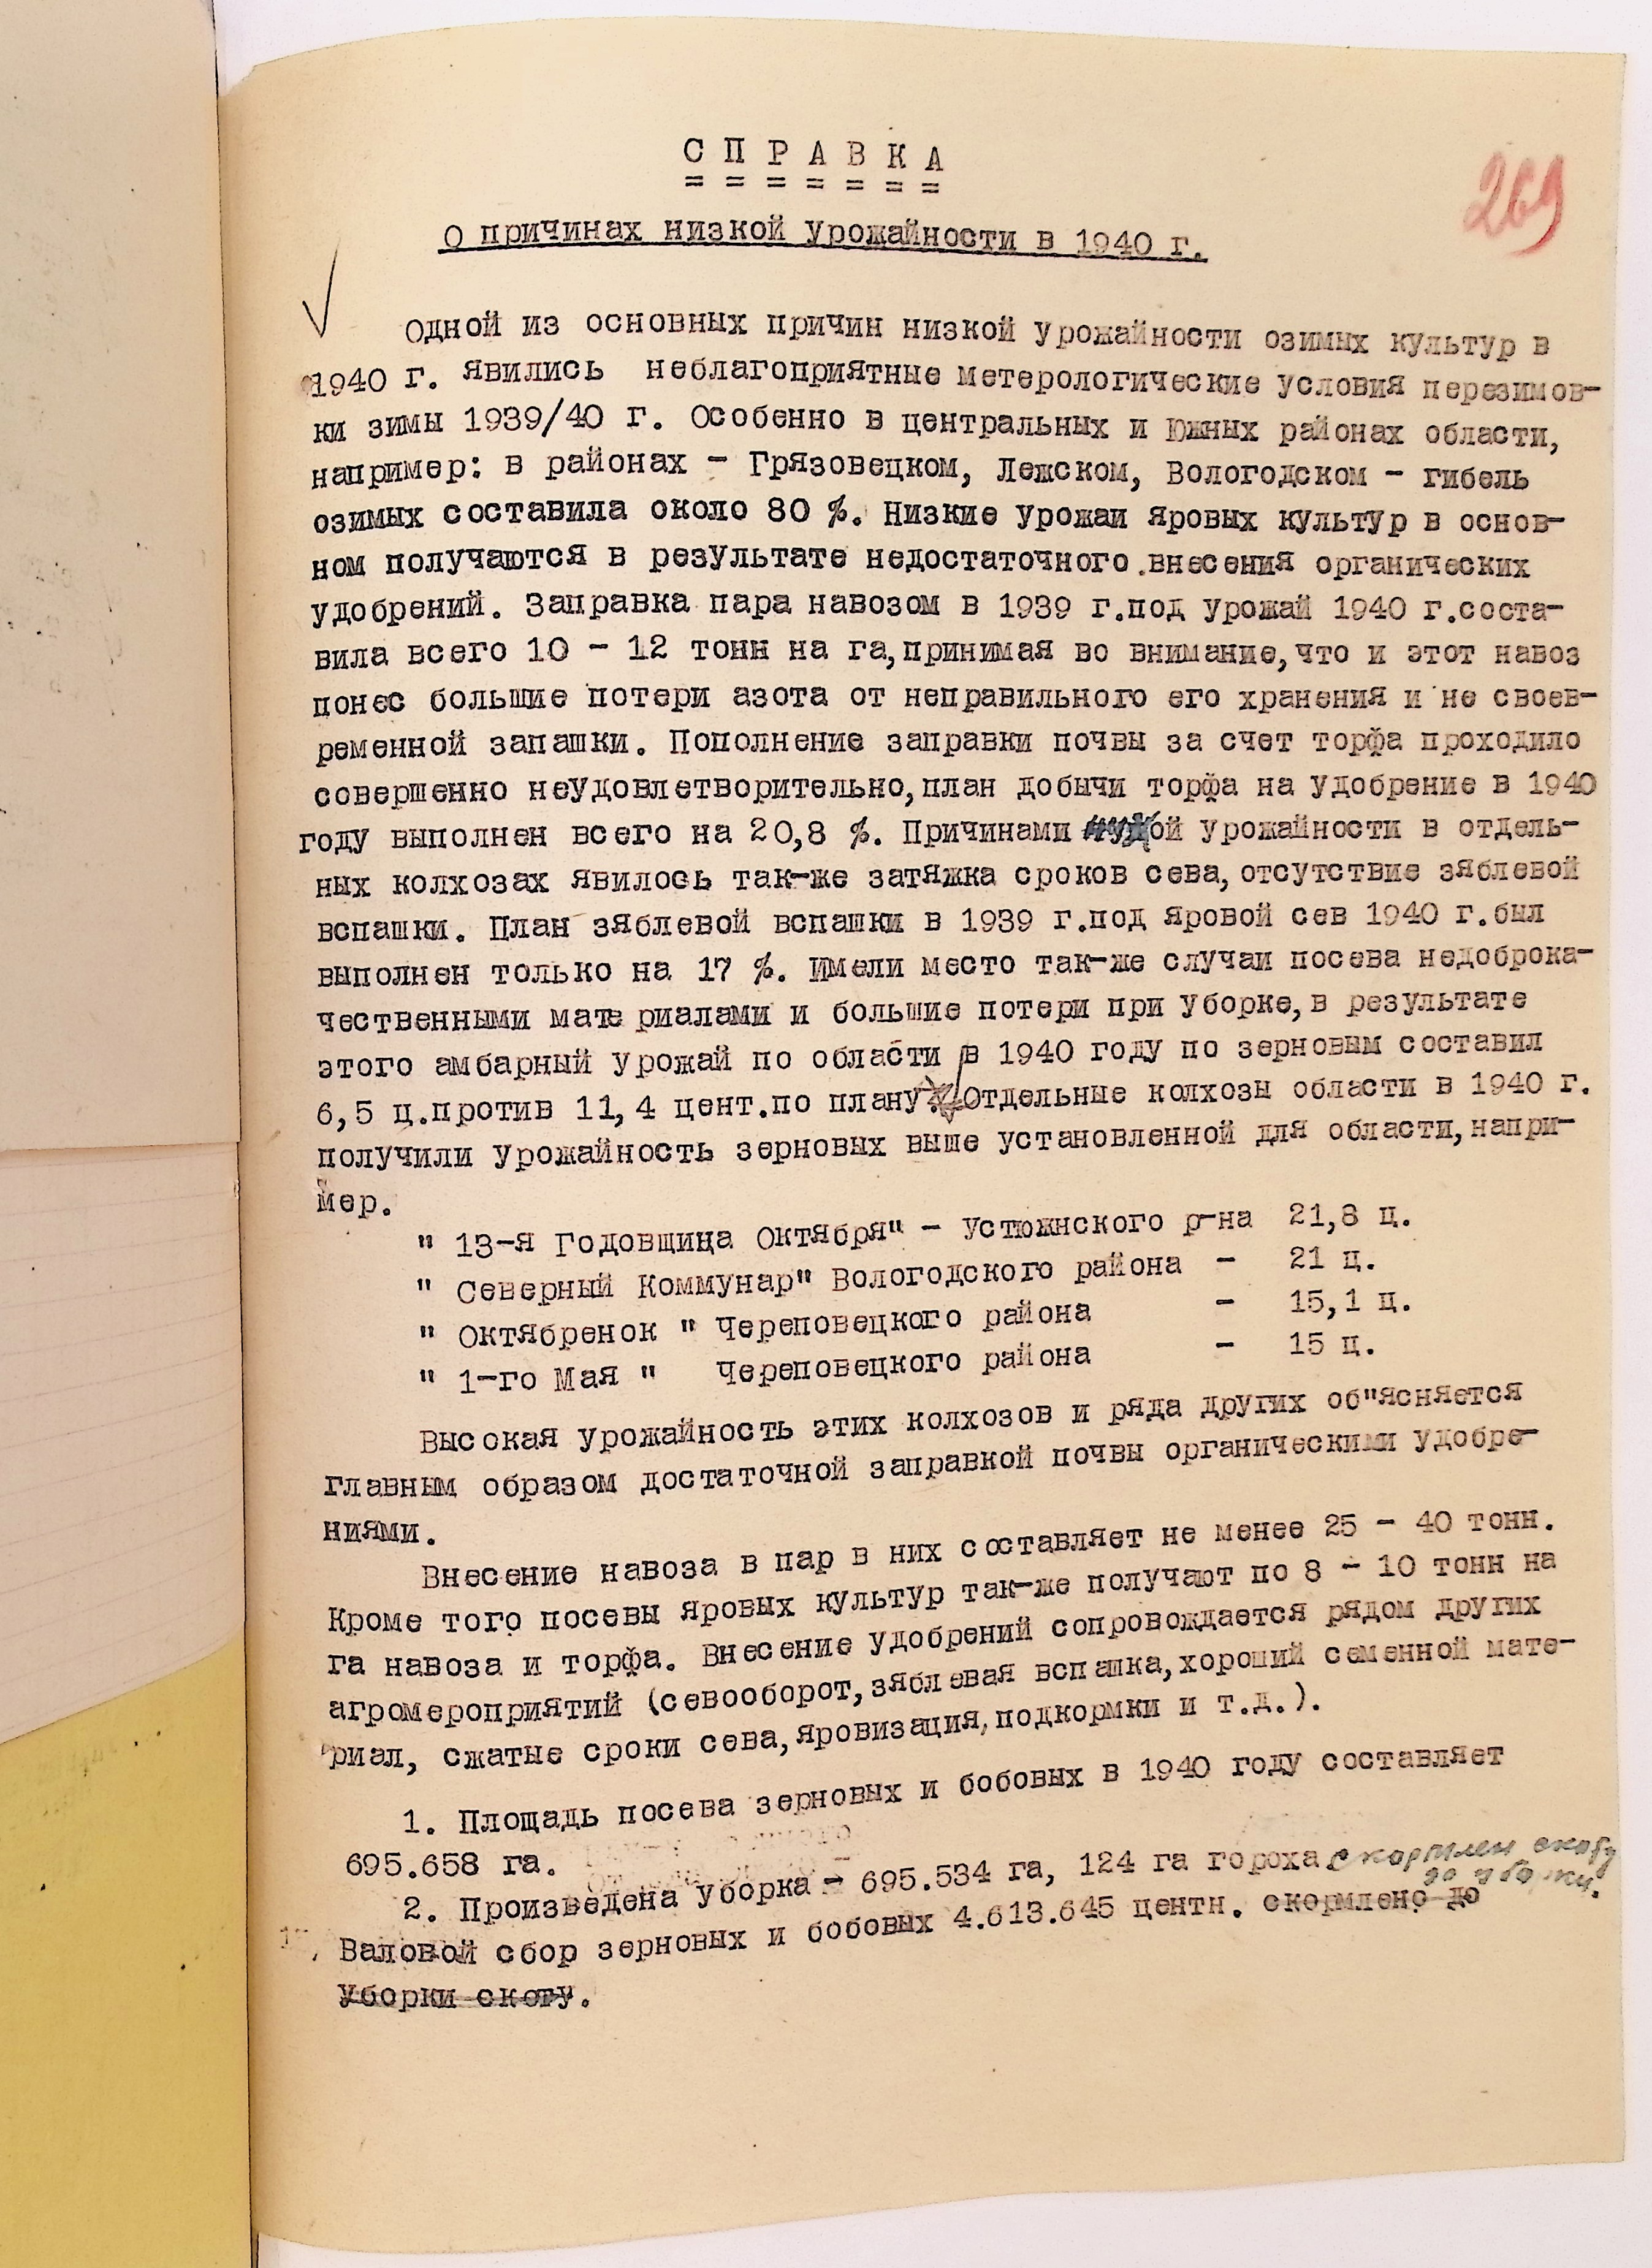 269
С П Р А В К А
= = = = = = =
О причинах низкой урожайности в 1940 г.
Одной из основных причин низкой урожайности озимых культур в
1940 г. явились неблагоприятные метерологические условия перезимов-
ки зимы 1939/40 г. Особенно в центральных и Южных районах области,
например: в районах - Грязовецком, Лежском, Вологодском - гибель
озимых составила около 80 %. Низкие урожаи яровых культур в основ-
ном получаются в результате недостаточного внесения органических
удобрений. Заправка пара навозом в 1939 г.под урожай 1940 г.соста-
вила всего 10 - 12 тонн на га,принимая во внимание,что и этот навоз
понес большие потери азота от неправильного его хранения и не своев-
ременной запашки. Пополнение заправки почвы за счет торфа проходило
совершенно неудовлетворительно,план добычи торфа на удобрение в 1940
году выполнен всего на 20,8 %. Причинами ой урожайности в отдель-
ных колхозах явилось так-же затяжка сроков сева,отсутствие зяблевой
вспашки. План зяблевой вспашки в 1939 г.под яровой сев 1940 г.был
выполнен только на 17 %. Имели место так-же случаи посева недоброка-
чественными материалами и большие потери при уборке,в результате
этого амбарный урожай по области в 1940 году по зерновым составил
6,5 ц.против 11,4 цент.по плану. Отдельные колхозы области в 1940 г.
получили урожайность зерновых выше установленной для области,напри-
мер.
" 13-я Годовщина Октября" - Устюжнского р-на 21,8 ц.
" Северный Коммунар" Вологодского района - 21 ц.
" Октябренок " Череповецкого района - 15,1 ц.
" 1-го Мая " Череповецкого района - 15 ц.
Высокая урожайность этих колхозов и ряда других об"ясняется
главным образом достаточной заправкой почвы органическими удобре-
ниями.
Внесение навоза в пар в них составляет не менее 25 - 40 тонн.
Кроме того посевы яровых культур так-же получают по 8 - 10 тонн на
га навоза и торфа. Внесение удобрений сопровождается рядом других
агромероприятий (севооборот,зяблевая вспашка,хороший семенной мате-
риал, сжатые сроки сева,яровизация,подкормки и т.д.).
1. Площадь посева зерновых и бобовых в 1940 году составляет
695.658 га.
2. Произведена уборка - 695.534 га, 124 га гороха скормлен скоту
до уборки.
Валовой сбор зерновых и бобовых 4.613.645 центн. скормлено до
Уборки скоту.